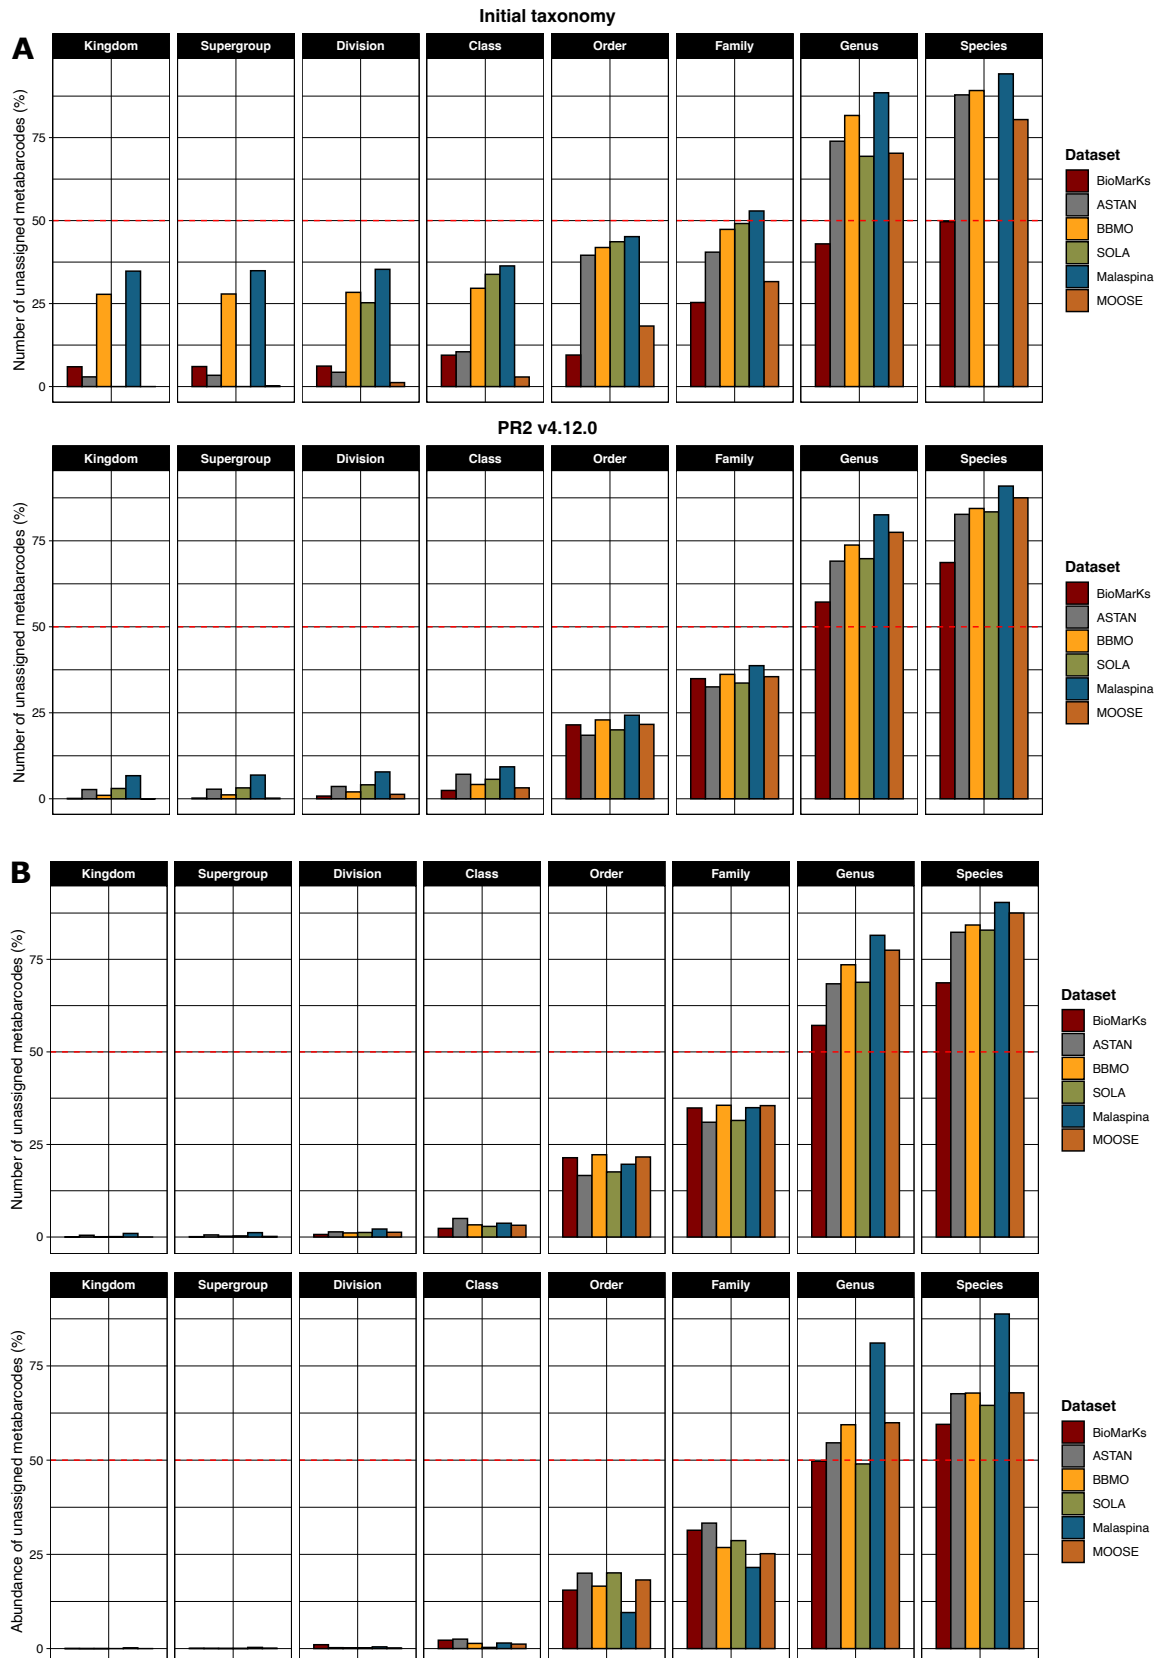 Initial taxonomy
A
Kingdom Supergroup Division Class Order Family Genus Species
Number of unassigned metabarcodes (%)
75
50
25
0
Dataset
BioMarKs
ASTAN
BBMO
SOLA
Malaspina
MOOSE
PR2 v4.12.0
Kingdom Supergroup Division Class Order Family Genus Species
Number of unassigned metabarcodes (%)
75
50
25
0
Dataset
BioMarKs
ASTAN
BBMO
SOLA
Malaspina
MOOSE
B
Kingdom Supergroup Division Class Order Family Genus Species
Number of unassigned metabarcodes (%)
75
50
25
0
Dataset
BioMarKs
ASTAN
BBMO
SOLA
Malaspina
MOOSE
Kingdom Supergroup Division Class Order Family Genus Species
Abundance of unassigned metabarcodes (%)
75
50
25
0
Dataset
BioMarKs
ASTAN
BBMO
SOLA
Malaspina
MOOSE